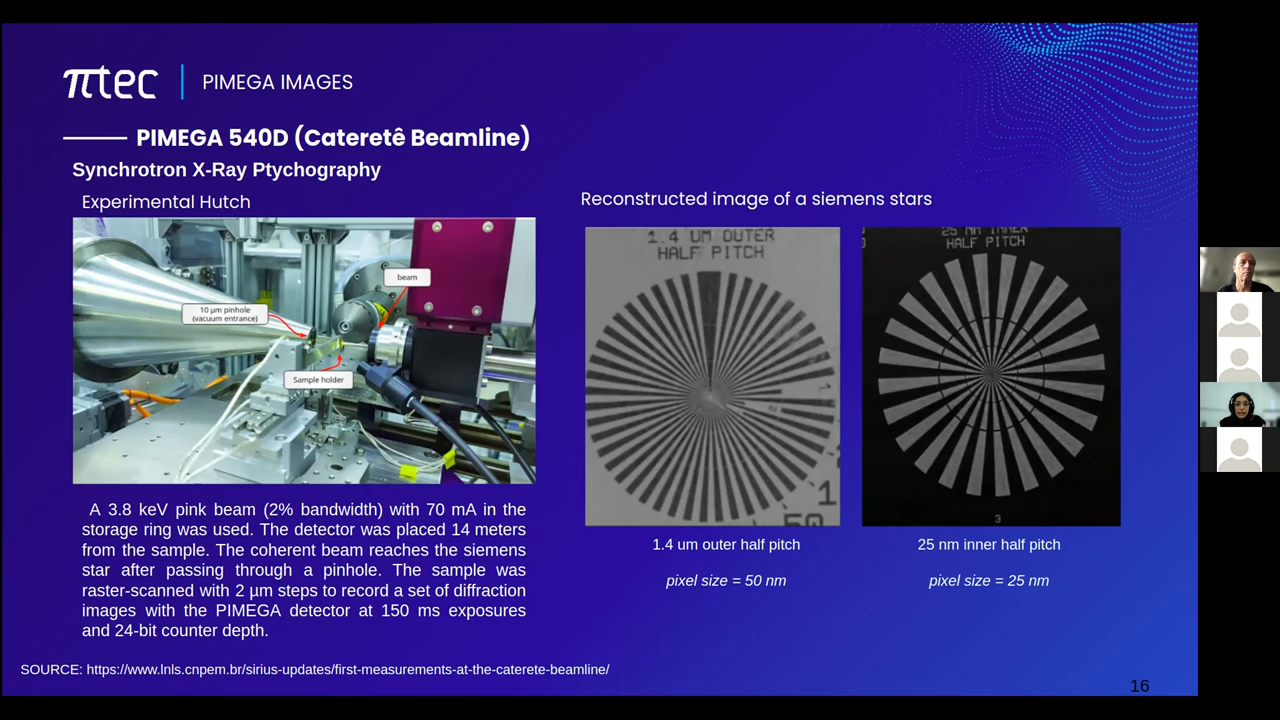 πtec
PIMEGA IMAGES
PIMEGA 540D (Cateretê Beamline)
Synchrotron X-Ray Ptychography
Experimental Hutch
beam
10 µm pinhole
(vacuum entrance)
Sample holder
A 3.8 keV pink beam (2% bandwidth) with 70 mA in the
storage ring was used. The detector was placed 14 meters
from the sample. The coherent beam reaches the siemens
star after passing through a pinhole. The sample was
raster-scanned with 2 µm steps to record a set of diffraction
images with the PIMEGA detector at 150 ms exposures
and 24-bit counter depth.
Reconstructed image of a siemens stars
1.4 UM OUTER
HALF PITCH
1
50
25 NM INNER
HALF PITCH
3
1.4 um outer half pitch
25 nm inner half pitch
pixel size = 50 nm
pixel size = 25 nm
SOURCE: https://www.lnls.cnpem.br/sirius-updates/first-measurements-at-the-caterete-beamline/
16